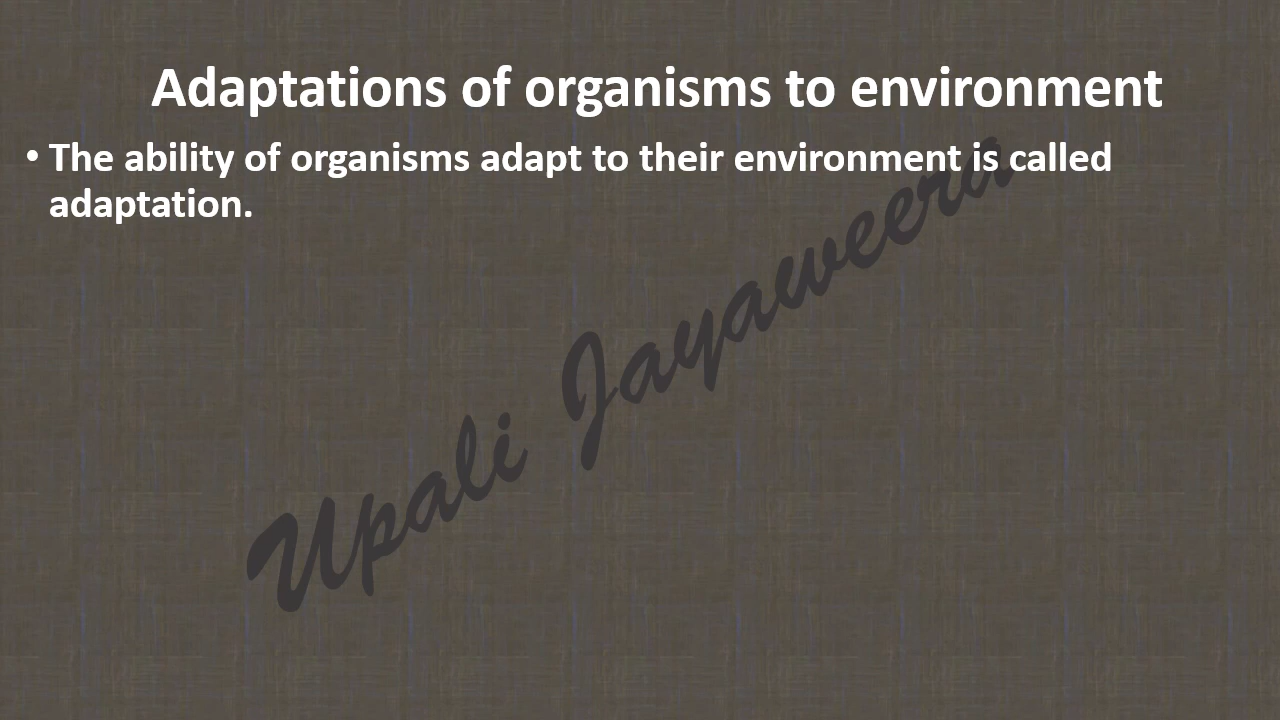 Adaptations of organisms to environment
• The ability of organisms adapt to their environment is called
adaptation.
Upali Jayaweera